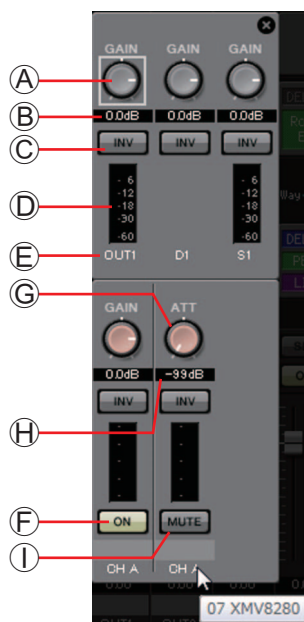 GAIN GAIN GAIN
A
B 0.0dB 0.0dB 0.0dB
C INV INV INV
- 6 - 6
-12 -12
D -18 -18
-30 -30
-60 -60
E OUT1 D1 S1
G GAIN ATT
0.0dB -99dB
H INV INV
F ON MUTE
I
CH A CH A
07 XMV8280